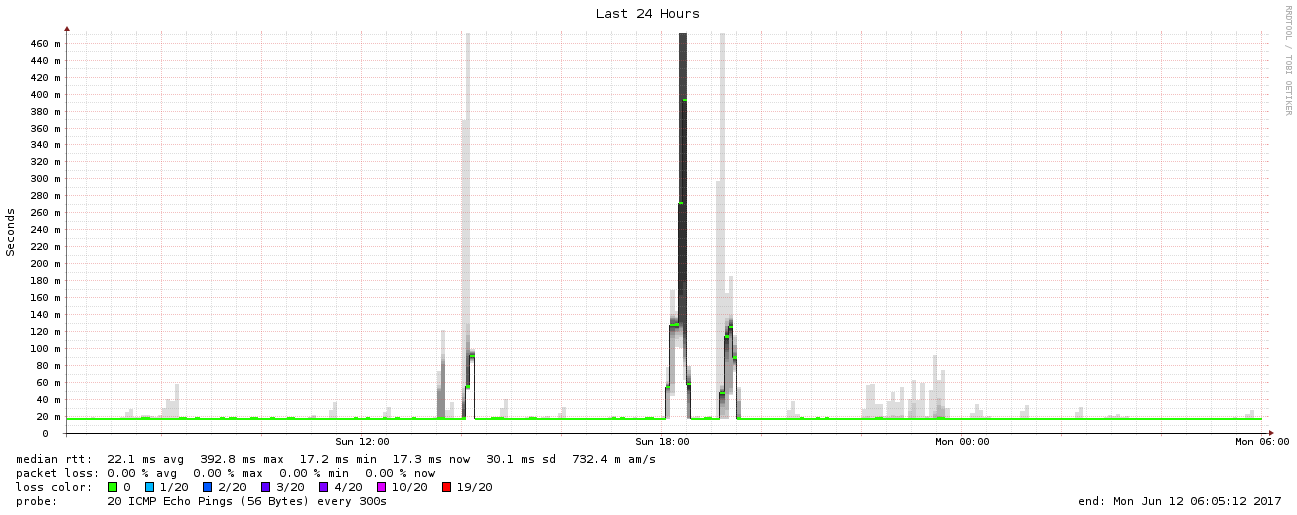 Last 24 Hours
RRDTOOL / TOBI OETIKER
Seconds
460 m
440 m
420 m
400 m
380 m
360 m
340 m
320 m
300 m
280 m
260 m
240 m
220 m
200 m
180 m
160 m
140 m
120 m
100 m
80 m
60 m
40 m
20 m
0
Sun 12:00 Sun 18:00 Mon 00:00 Mon 06:00
median rtt: 22.1 ms avg 392.8 ms max 17.2 ms min 17.3 ms now 30.1 ms sd 732.4 m am/s
packet loss: 0.00 % avg 0.00 % max 0.00 % min 0.00 % now
loss color: 0 1/20 2/20 3/20 4/20 10/20 19/20
probe: 20 ICMP Echo Pings (56 Bytes) every 300s end: Mon Jun 12 06:05:12 2017